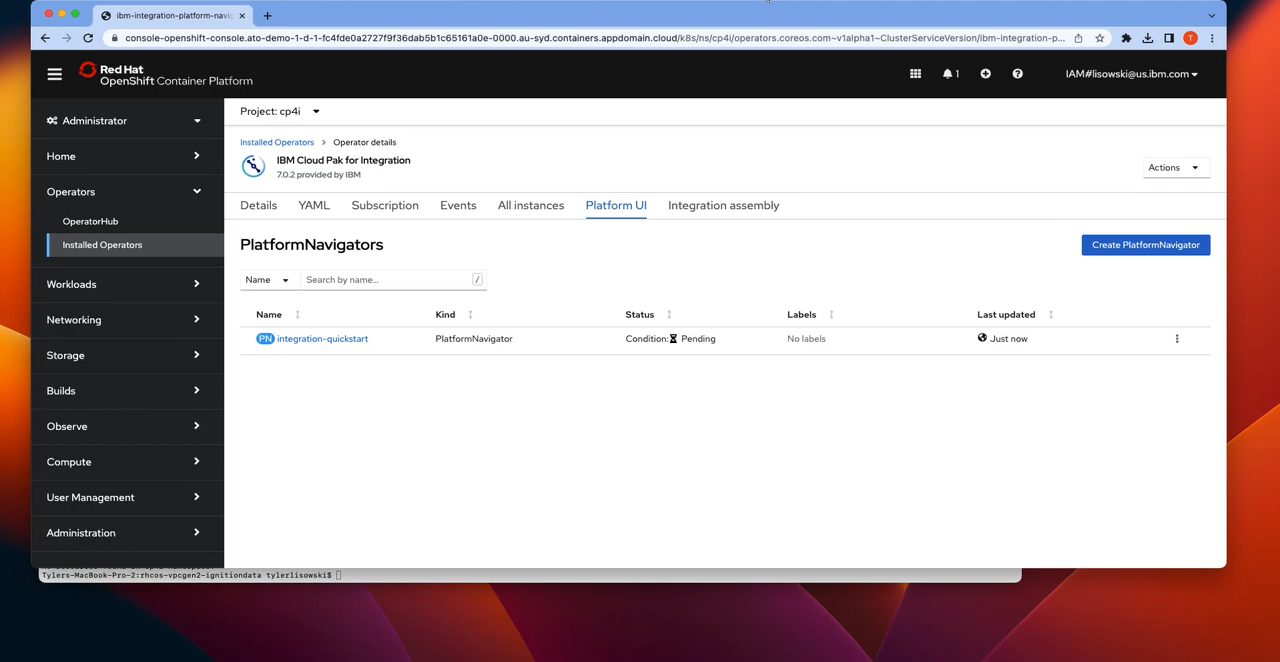 ibm-integration-platform-navig
console-openshift-console.ato-demo-1-d-1-fc4fde0a2727f9f36dab5b1c65161a0e-0000.au-syd.containers.appdomain.cloud/k8s/ns/cp4i/operators.coreos.com~v1alpha1~ClusterServiceVersion/ibm-integration-p...
T
Red Hat
OpenShift Container Platform
1
IAM#lisowski@us.ibm.com
Administrator
Home
Operators
OperatorHub
Installed Operators
Workloads
Networking
Storage
Builds
Observe
Compute
User Management
Administration
Project: cp4i
Installed Operators > Operator details
IBM Cloud Pak for Integration
7.0.2 provided by IBM
Actions
Details YAML Subscription Events All instances Platform UI Integration assembly
PlatformNavigators
Create PlatformNavigator
Name Search by name... /
Name Kind Status Labels Last updated
PN integration-quickstart PlatformNavigator Condition: Pending No labels Just now
Tylers-MacBook-Pro-2:rhcos-vpcgen2-ignitiondata tylerlisowski$